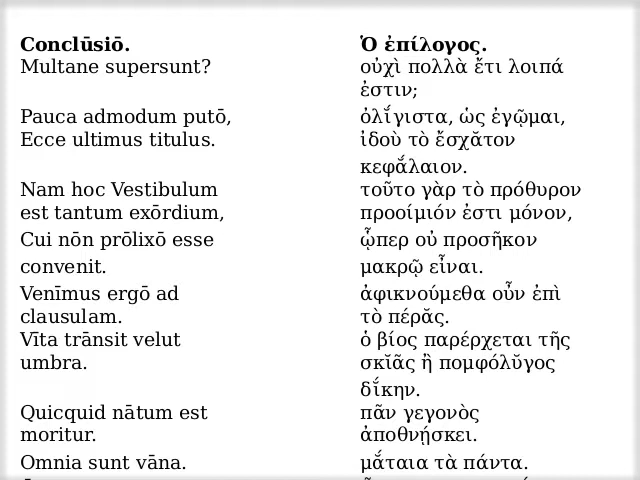 Conclūsiō.
Multane supersunt?
Pauca admodum putō,
Ecce ultimus titulus.
Nam hoc Vestibulum
est tantum exōrdium,
Cui nōn prōlixō esse
convenit.
Venīmus ergō ad
clausulam.
Vīta trānsit velut
umbra.
Quicquid nātum est
moritur.
Omnia sunt vāna.
Ὁ ἐπίλογος.
οὐχὶ πολλὰ ἔτι λοιπά
ἐστιν;
ὀλῐ́γιστα, ὡς ἐγᾦμαι,
ἰδοὺ τὸ ἔσχᾰτον
κεφᾰ́λαιον.
τοῦτο γὰρ τὸ πρόθυρον
προοίμιόν ἐστι μόνον,
ᾧπερ οὐ προσῆκον
μακρῷ εἶναι.
ἀφικνούμεθα οὖν ἐπὶ
τὸ πέρᾰς.
ὁ βίος παρέρχεται τῆς
σκῐᾶς ἢ πομφόλῠγος
δῐ́κην.
πᾶν γεγονὸς
ἀποθνῄσκει.
μᾰ́ταια τὰ πάντα.